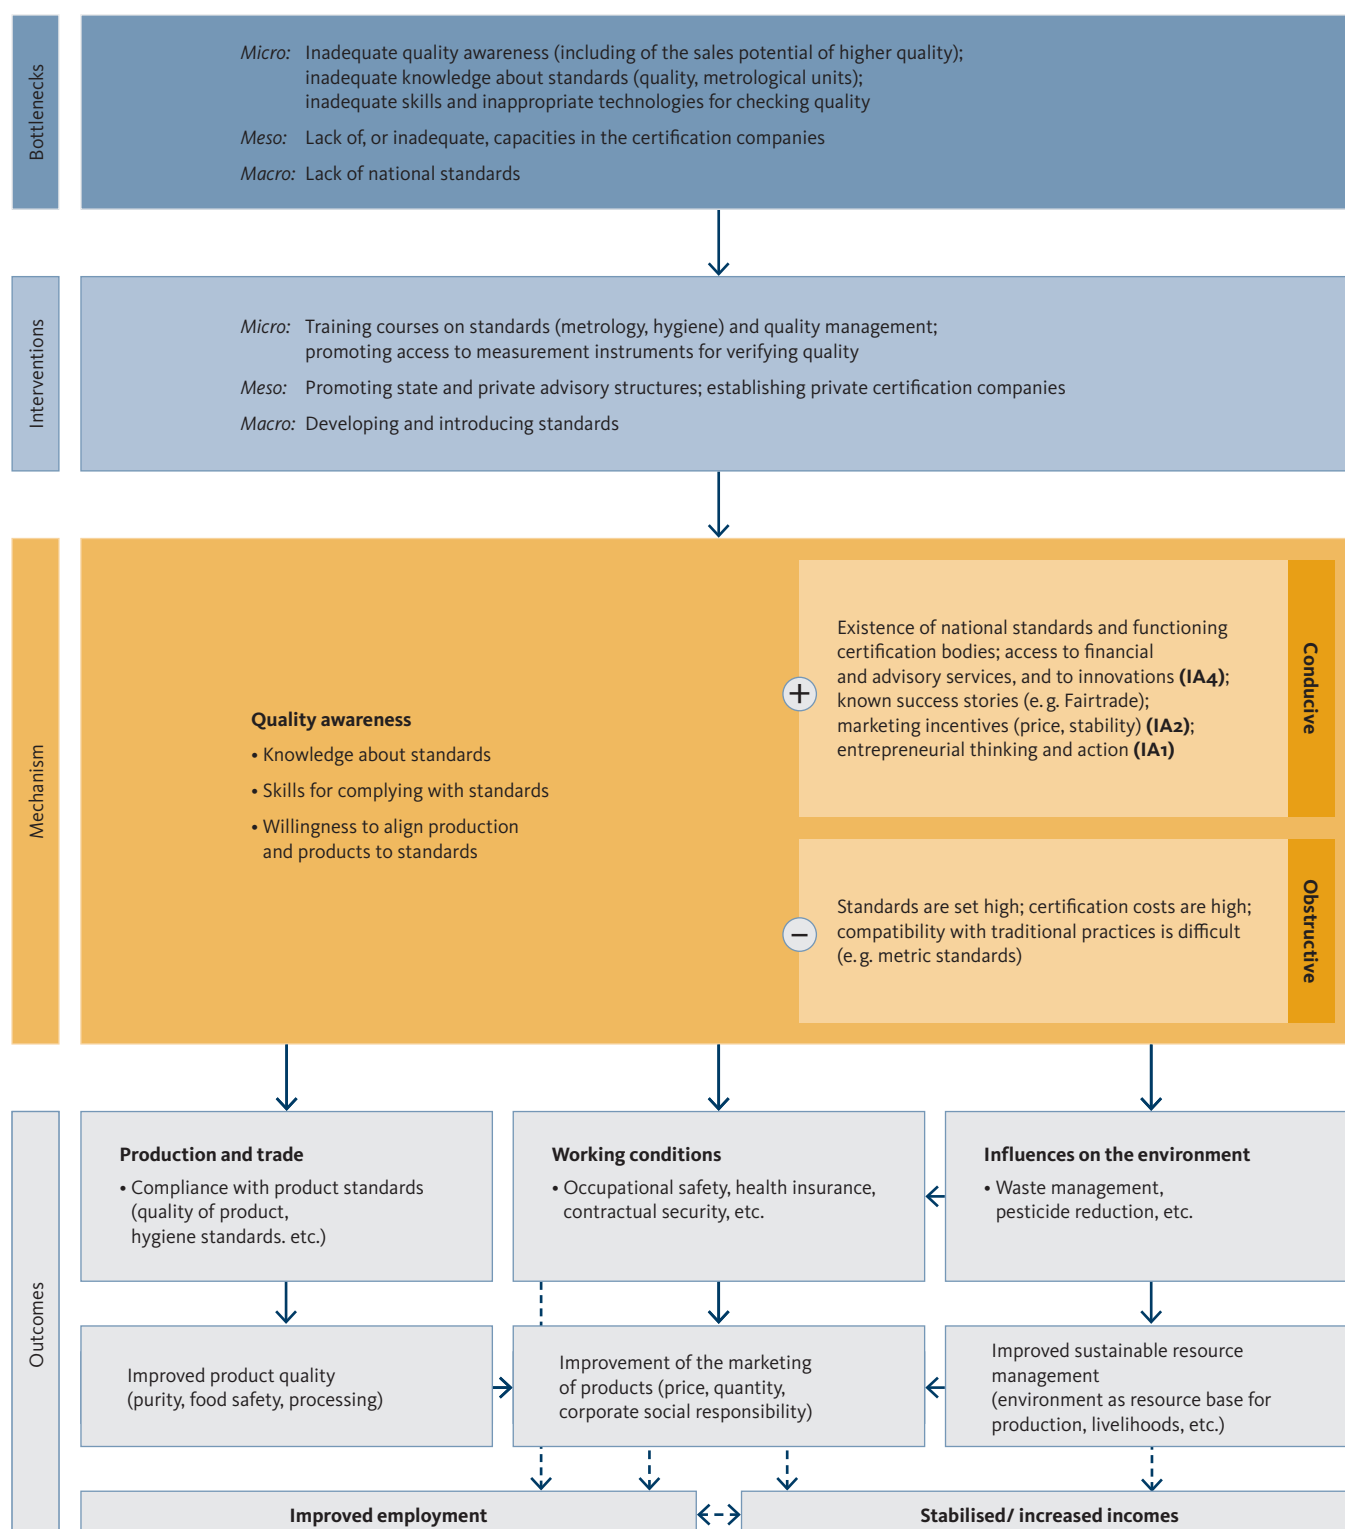 Bottlenecks
Micro: Inadequate quality awareness (including of the sales potential of higher quality);
inadequate knowledge about standards (quality, metrological units);
inadequate skills and inappropriate technologies for checking quality
Meso: Lack of, or inadequate, capacities in the certification companies
Macro: Lack of national standards
Interventions
Micro: Training courses on standards (metrology, hygiene) and quality management;
promoting access to measurement instruments for verifying quality
Meso: Promoting state and private advisory structures; establishing private certification companies
Macro: Developing and introducing standards
Mechanism
Quality awareness
• Knowledge about standards
• Skills for complying with standards
• Willingness to align production
and products to standards
+
Existence of national standards and functioning
certification bodies; access to financial
and advisory services, and to innovations (IA4);
known success stories (e. g. Fairtrade);
marketing incentives (price, stability) (IA2);
entrepreneurial thinking and action (IA1)
Conducive
–
Standards are set high; certification costs are high;
compatibility with traditional practices is difficult
(e. g. metric standards)
Obstructive
Outcomes
Production and trade
• Compliance with product standards
(quality of product,
hygiene standards. etc.)
Working conditions
• Occupational safety, health insurance,
contractual security, etc.
Influences on the environment
• Waste management,
pesticide reduction, etc.
Improved product quality
(purity, food safety, processing)
Improvement of the marketing
of products (price, quantity,
corporate social responsibility)
Improved sustainable resource
management
(environment as resource base for
production, livelihoods, etc.)
Improved employment
Stabilised/ increased incomes